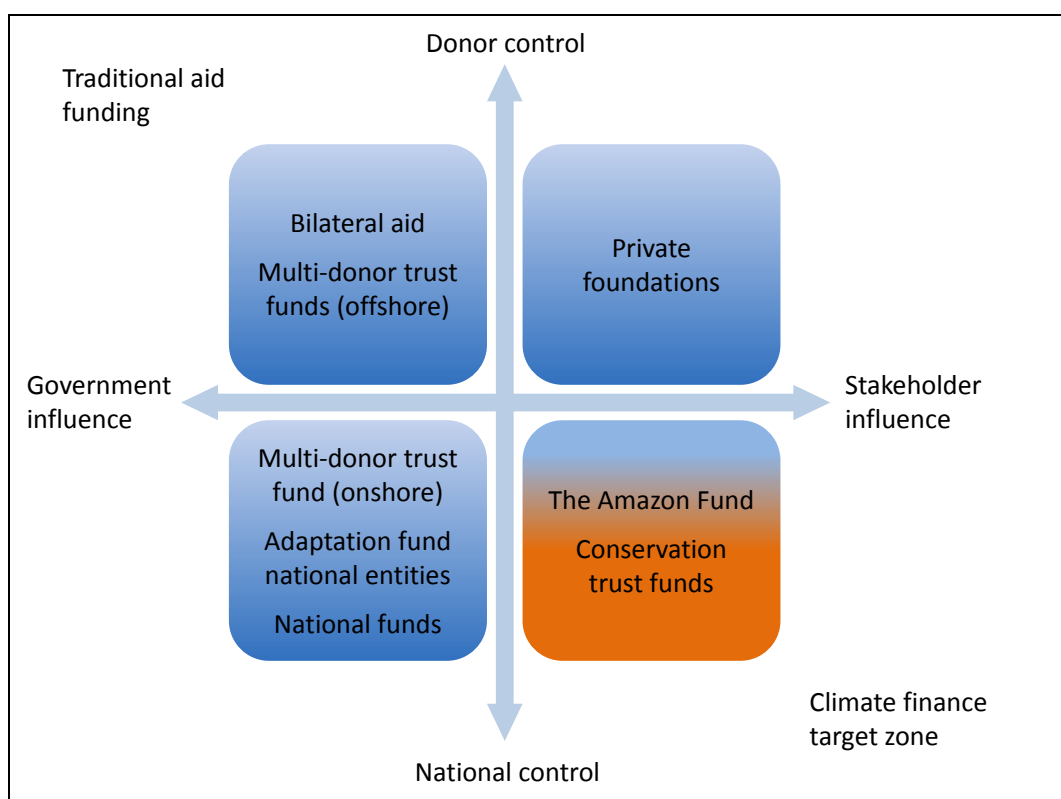 Donor control
Traditional aid
funding
Bilateral aid
Multi-donor trust
funds (offshore)
Private
foundations
Government
influence
Stakeholder
influence
Multi-donor trust
fund (onshore)
Adaptation fund
national entities
National funds
The Amazon Fund
Conservation
trust funds
Climate finance
target zone
National control